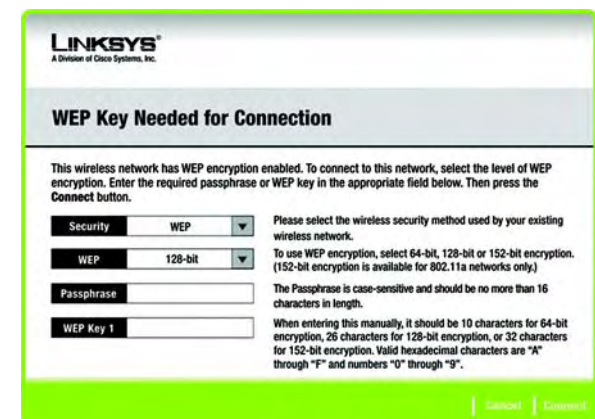 LINKSYS®
A Division of Cisco Systems, Inc.
WEP Key Needed for Connection
This wireless network has WEP encryption enabled. To connect to this network, select the level of WEP
encryption. Enter the required passphrase or WEP key in the appropriate field below. Then press the
Connect button.
Security WEP
Please select the wireless security method used by your existing
wireless network.
WEP 128-bit
To use WEP encryption, select 64-bit, 128-bit or 152-bit encryption.
(152-bit encryption is available for 802.11a networks only.)
Passphrase
The Passphrase is case-sensitive and should be no more than 16
characters in length.
WEP Key 1
When entering this manually, it should be 10 characters for 64-bit
encryption, 26 characters for 128-bit encryption, or 32 characters
for 152-bit encryption. Valid hexadecimal characters are "A"
through "F" and numbers "0" through "9".
Cancel Connect